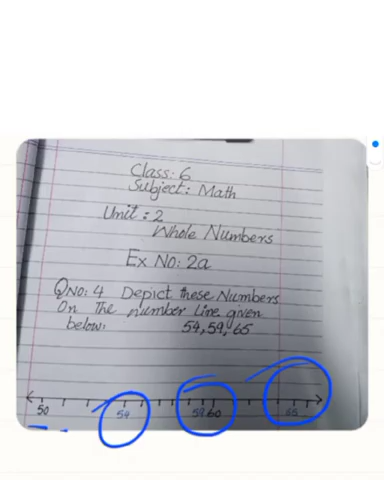 Class: 6
Subject: Math
Unit: 2
Whole Numbers
Ex No: 2a
QNO: 4 Depict these Numbers
On The number Line given
below: 54, 59, 65
50 54 59 60 65